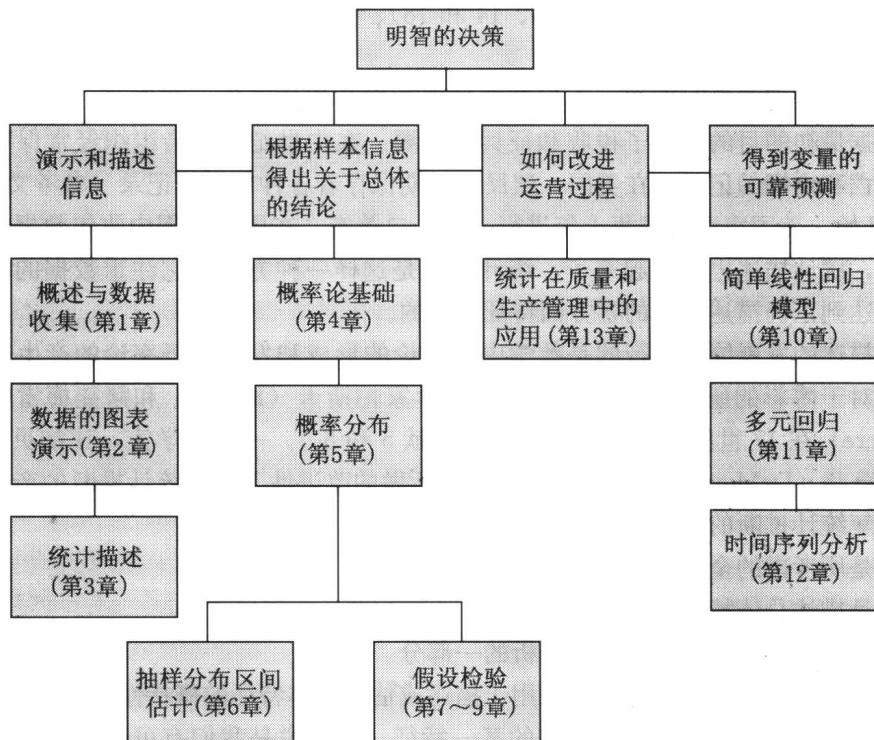 明智的决策
演示和描述
信息
根据样本信息
得出关于总体
的结论
如何改进
运营过程
得到变量的
可靠预测
概述与数据
收集(第1章)
概率论基础
(第4章)
统计在质量和
生产管理中的
应用(第13章)
简单线性回归
模型
(第10章)
数据的图表
演示(第2章)
概率分布
(第5章)
多元回归
(第11章)
统计描述
(第3章)
时间序列分析
(第12章)
抽样分布区间
估计(第6章)
假设检验
(第7～9章)